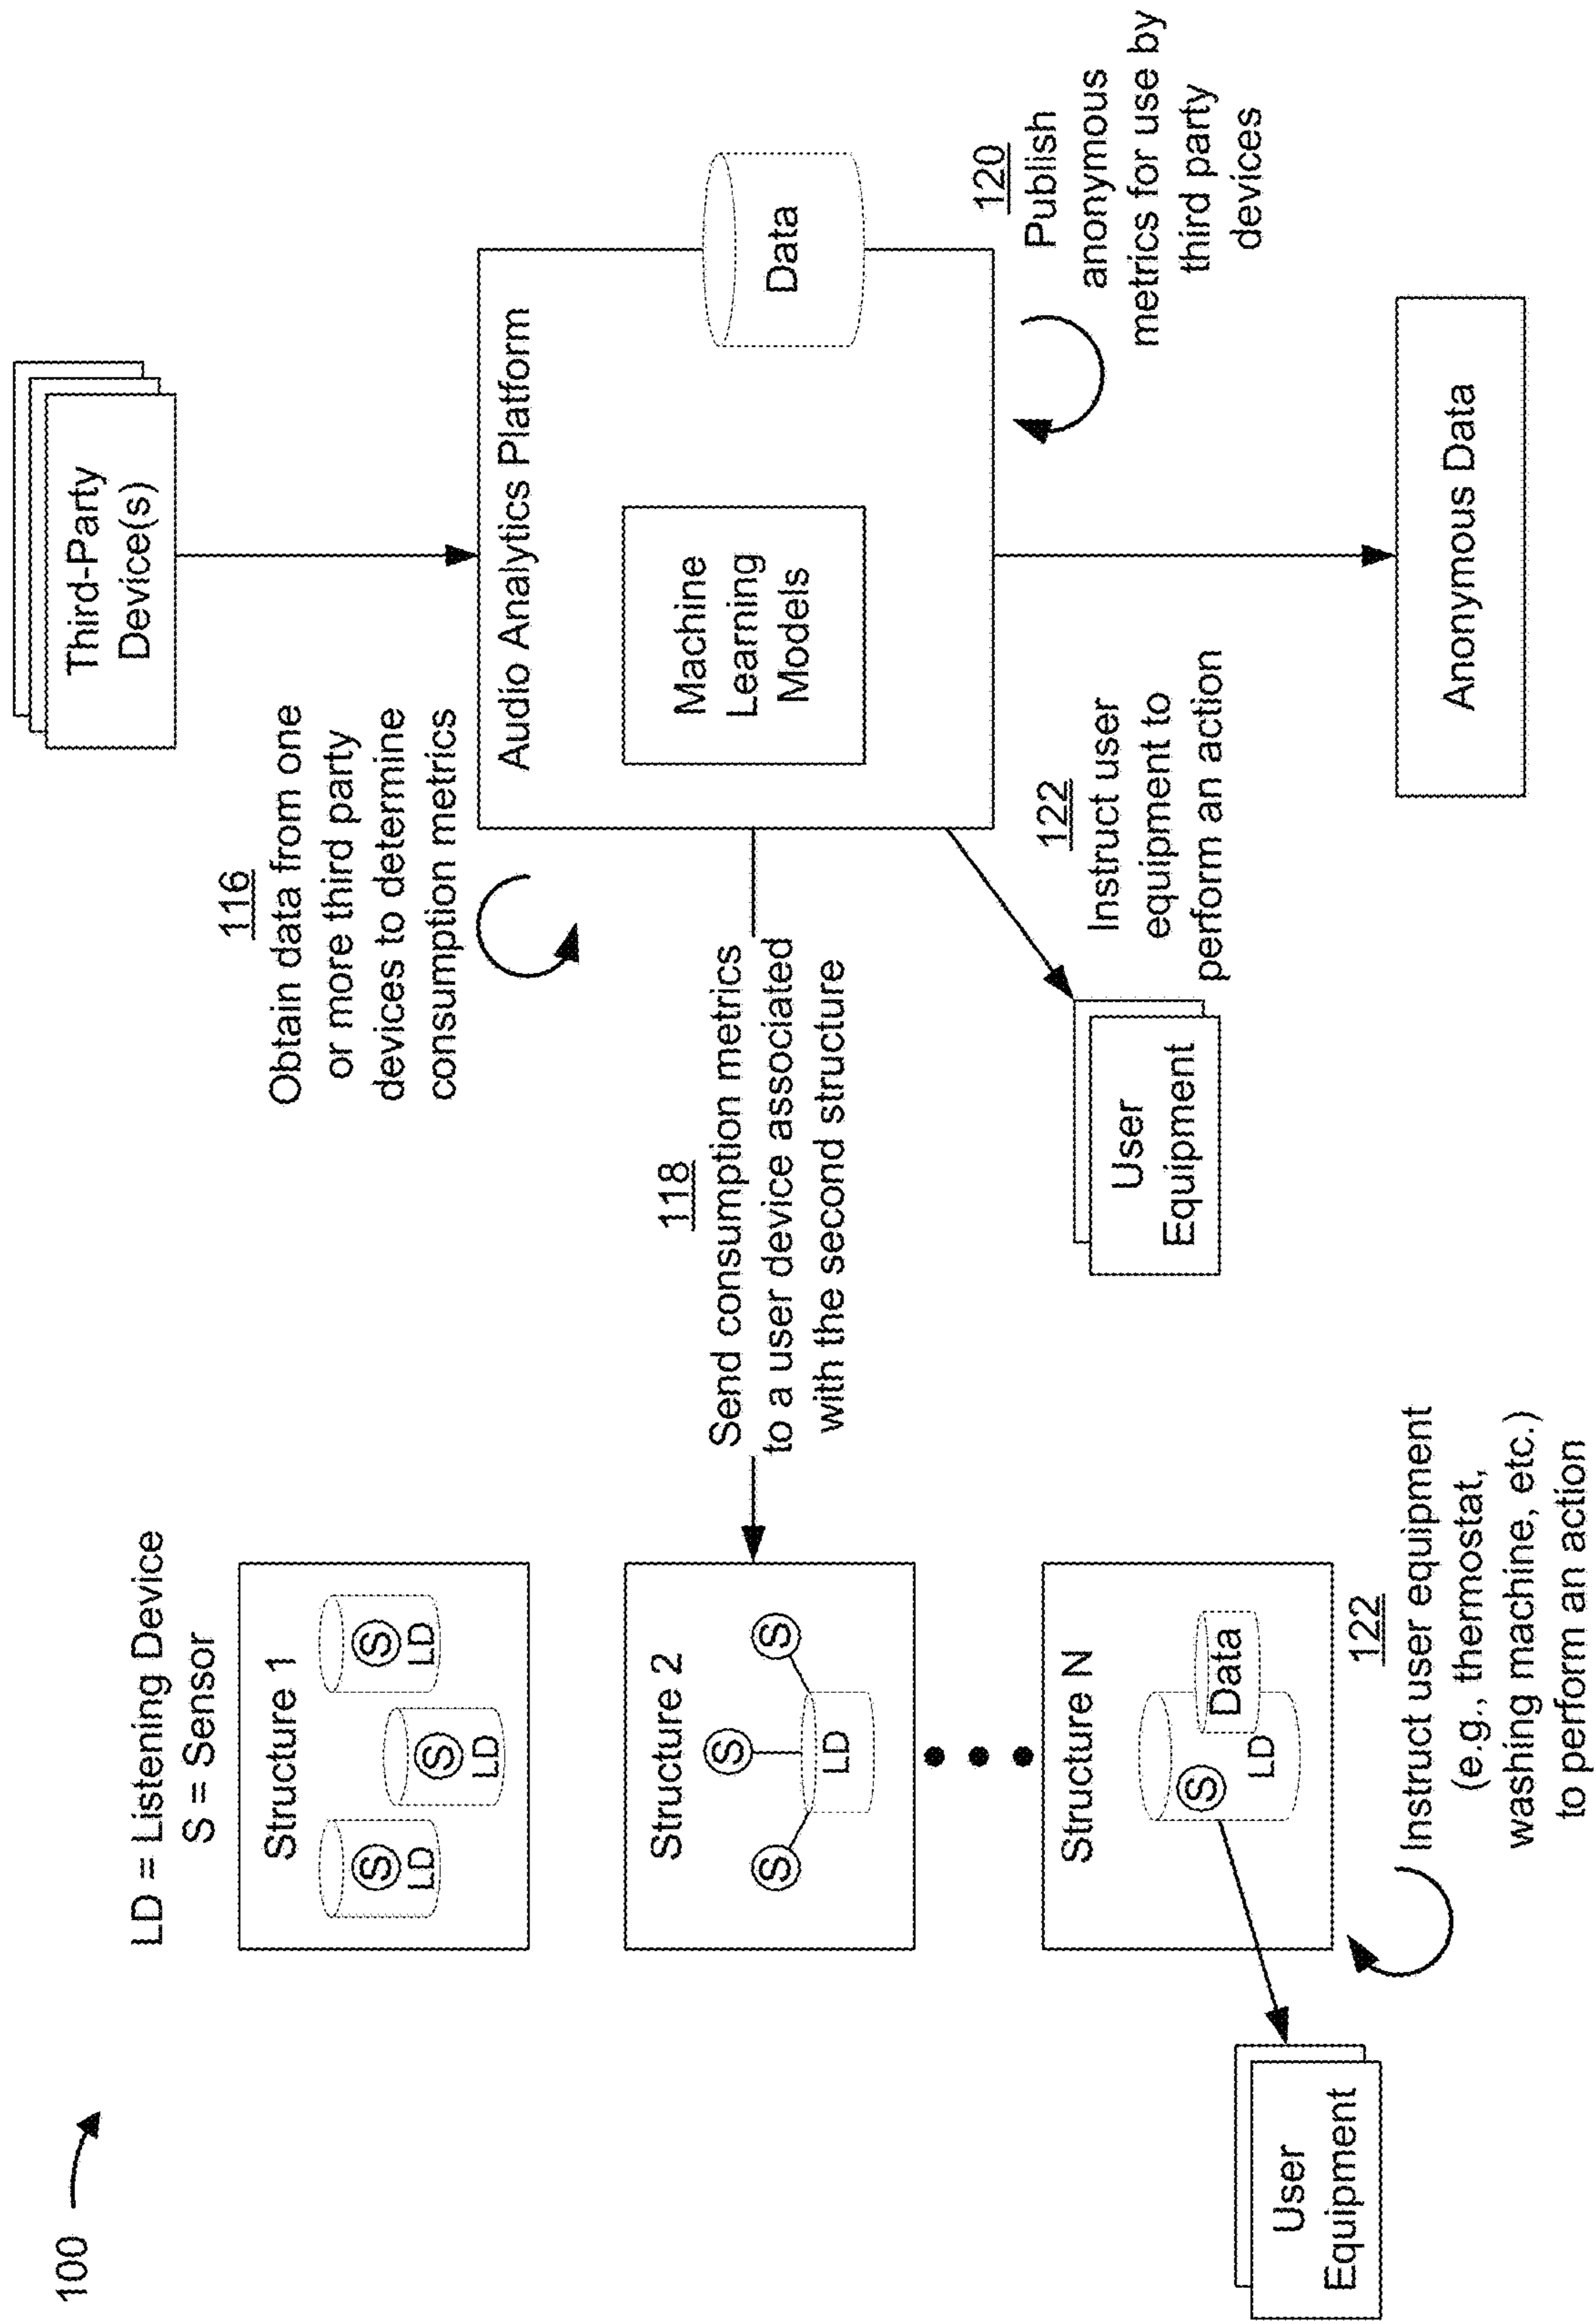 100
LD = Listening Device
S = Sensor
Structure 1
S
LD
S
LD
S
LD
Structure 2
S
S
S
LD
Structure N
S
LD
Data
User
Equipment
122
Instruct user equipment
(e.g., thermostat,
washing machine, etc.)
to perform an action
118
Send consumption metrics
to a user device associated
with the second structure
116
Obtain data from one
or more third party
devices to determine
consumption metrics
Third-Party
Device(s)
Audio Analytics Platform
Machine
Learning
Models
Data
User
Equipment
122
Instruct user
equipment to
perform an action
120
Publish
anonymous
metrics for use by
third party
devices
Anonymous Data